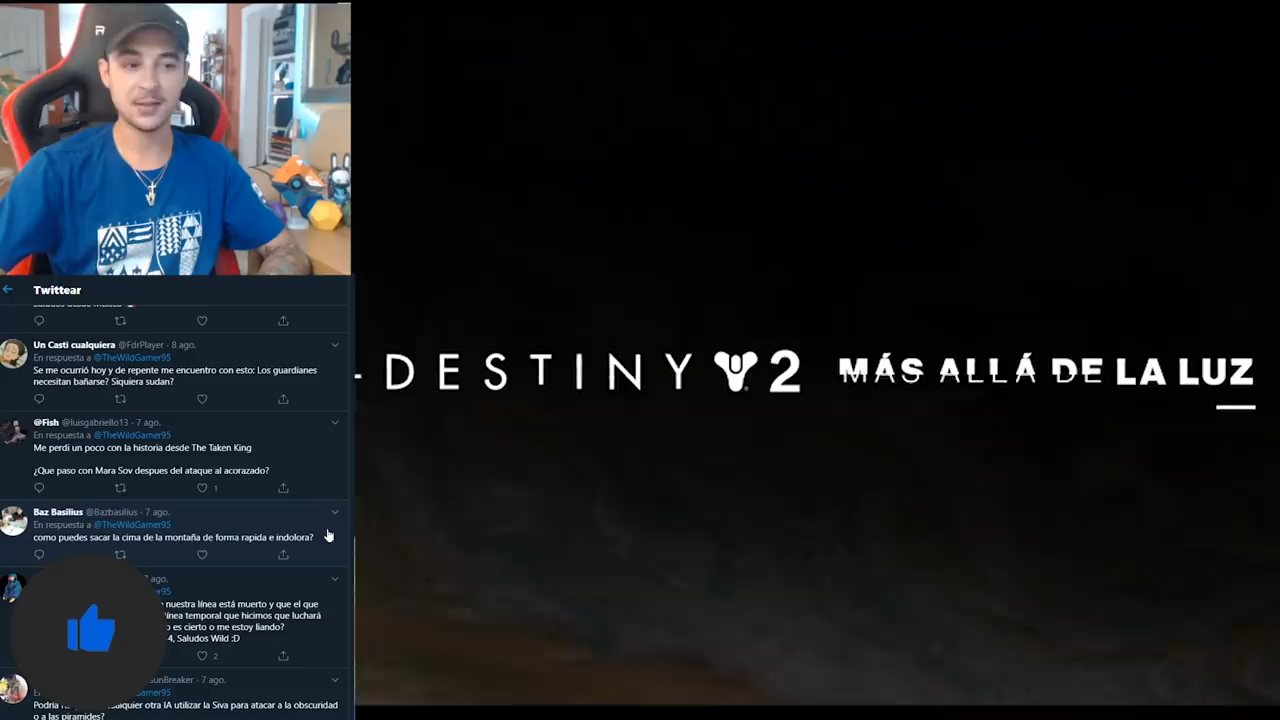 Twittear
Un Casti cualquiera @FdrPlayer · 8 ago.
En respuesta a @TheWildGamer95
Se me ocurrió hoy y de repente me encuentro con esto: Los guardianes
necesitan bañarse? Siquiera sudan?
@Fish @luisgabriello13 · 7 ago.
En respuesta a @TheWildGamer95
Me perdi un poco con la historia desde The Taken King
¿Que paso con Mara Sov despues del ataque al acorazado?
1
Baz Basilius @Bazbasilius · 7 ago.
En respuesta a @TheWildGamer95
como puedes sacar la cima de la montaña de forma rapida e indolora?
7 ago.
nuestra línea está muerto y que el que
línea temporal que hicimos que luchará
es cierto o me estoy liando?
4, Saludos Wild :D
2
unBreaker · 7 ago.
amer95
Podría
cualquier otra IA utilizar la Siva para atacar a la obscuridad
o a las piramides?
DESTINY 2 MÁS ALLÁ DE LA LUZ